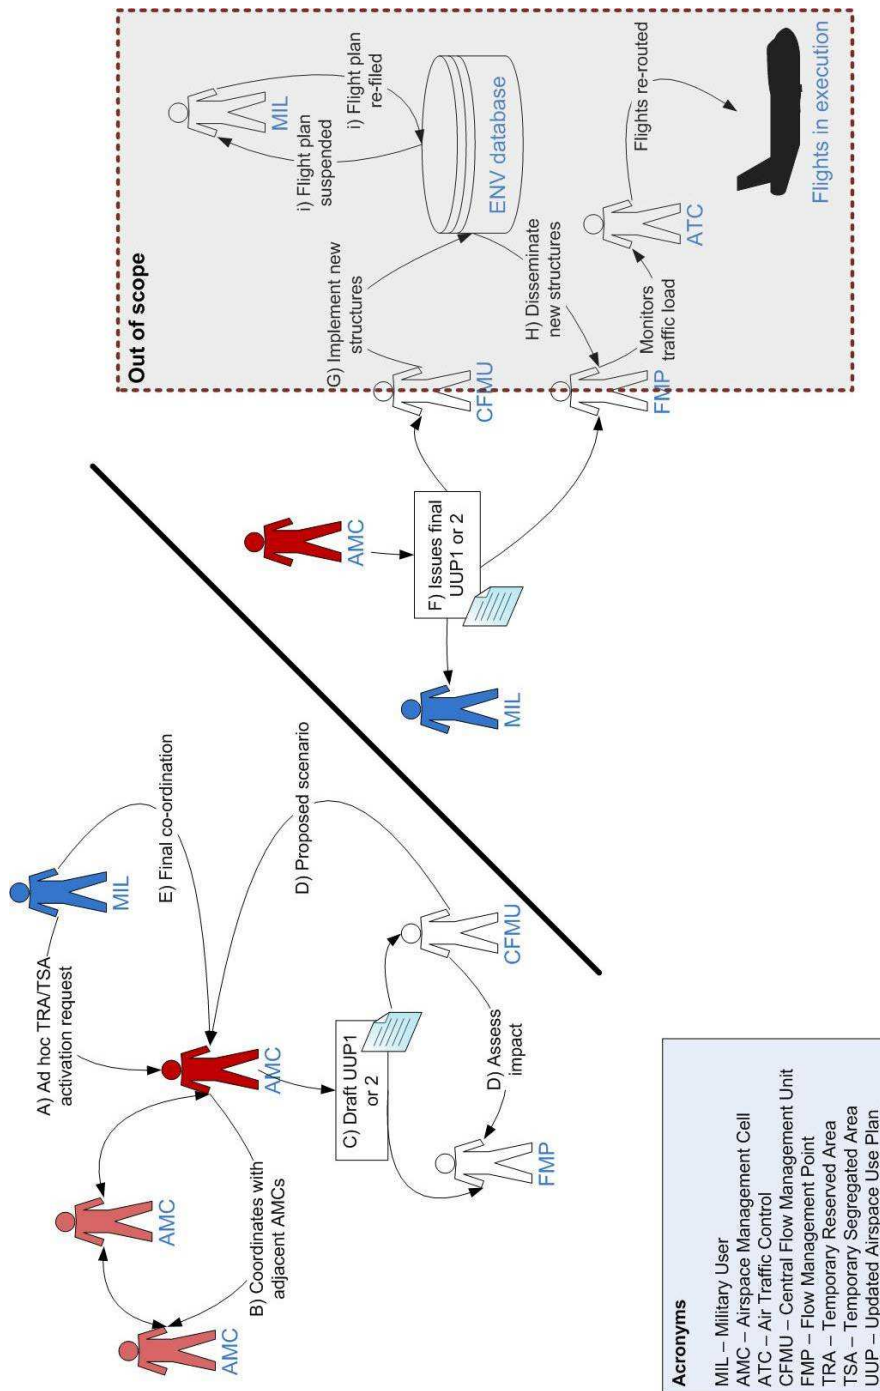 A) Ad hoc TRA/TSA
activation request
MIL
E) Final co-ordination
AMC
AMC
AMC
B) Coordinates with
adjacent AMCs
C) Draft UUP1
or 2
D) Proposed scenario
CFMU
D) Assess
impact
FMP
AMC
F) Issues final
UUP1 or 2
MIL
Out of scope
G) Implement new
structures
CFMU
i) Flight plan
suspended
MIL
i) Flight plan
re-filed
ENV database
H) Disseminate
new structures
FMP
Monitors
traffic load
ATC
Flights re-routed
Flights in execution
Acronyms
MIL – Military User
AMC – Airspace Management Cell
ATC – Air Traffic Control
CFMU – Central Flow Management Unit
FMP – Flow Management Point
TRA – Temporary Reserved Area
TSA – Temporary Segregated Area
UUP – Updated Airspace Use Plan